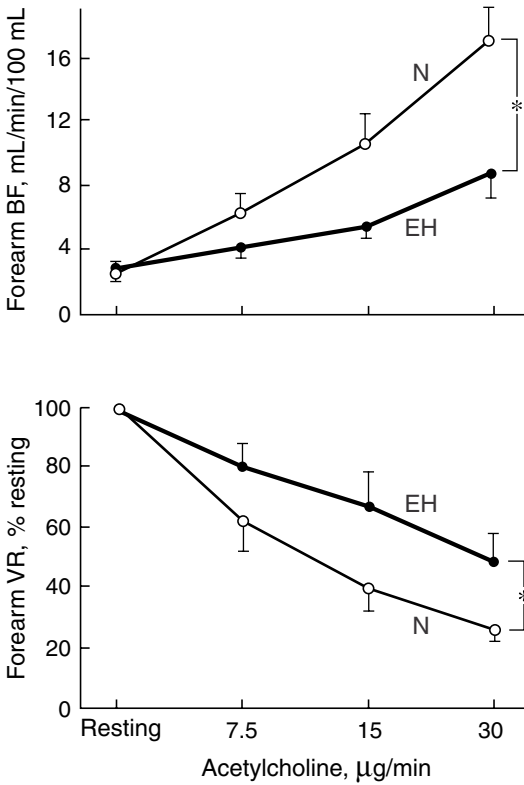 Forearm BF, mL/min/100 mL
16
12
8
4
0
N
EH
*
Forearm VR, % resting
100
80
60
40
20
0
EH
N
*
Resting 7.5 15 30
Acetylcholine, μg/min